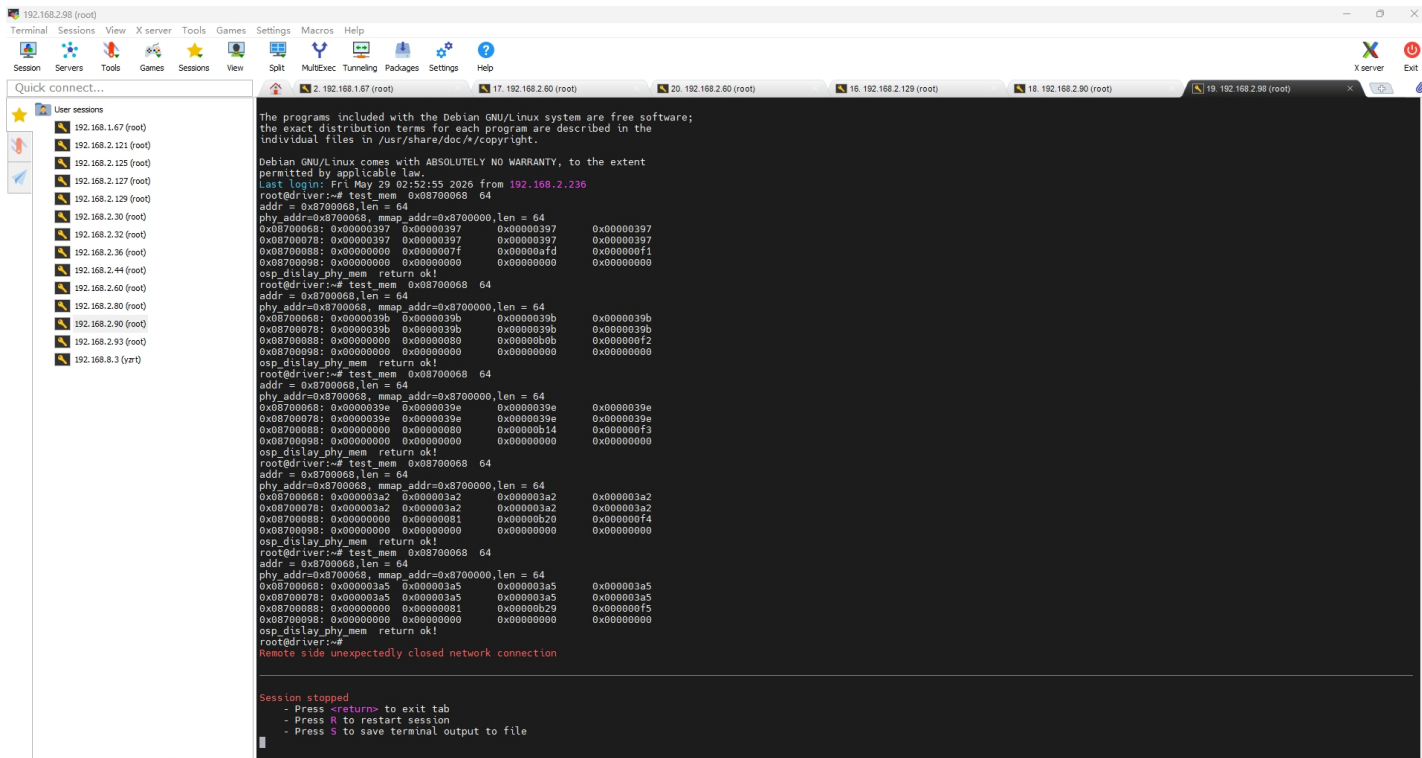 192.168.2.98 (root)
Terminal Sessions View X server Tools Games Settings Macros Help
Session Servers Tools Games Sessions View Split MultiExec Tunneling Packages Settings Help X server Exit
Quick connect...
2. 192.168.1.67 (root) 17. 192.168.2.60 (root) 20. 192.168.2.60 (root) 16. 192.168.2.129 (root) 18. 192.168.2.90 (root) 19. 192.168.2.98 (root)
User sessions
192.168.1.67 (root)
192.168.2.121 (root)
192.168.2.125 (root)
192.168.2.127 (root)
192.168.2.129 (root)
192.168.2.30 (root)
192.168.2.32 (root)
192.168.2.36 (root)
192.168.2.44 (root)
192.168.2.60 (root)
192.168.2.80 (root)
192.168.2.90 (root)
192.168.2.93 (root)
192.168.8.3 (yzrt)
The programs included with the Debian GNU/Linux system are free software;
the exact distribution terms for each program are described in the
individual files in /usr/share/doc/*/copyright.
Debian GNU/Linux comes with ABSOLUTELY NO WARRANTY, to the extent
permitted by applicable law.
Last login: Fri May 29 02:52:55 2026 from 192.168.2.236
root@driver:~# test_mem  0x08700068  64
addr = 0x8700068,len = 64
phy_addr=0x8700068, mmap_addr=0x8700000,len = 64
0x08700068: 0x00000397  0x00000397      0x00000397      0x00000397
0x08700078: 0x00000397  0x00000397      0x00000397      0x00000397
0x08700088: 0x00000000  0x0000007f      0x00000afd      0x000000f1
0x08700098: 0x00000000  0x00000000      0x00000000      0x00000000
osp_dislay_phy_mem  return ok!
root@driver:~# test_mem  0x08700068  64
addr = 0x8700068,len = 64
phy_addr=0x8700068, mmap_addr=0x8700000,len = 64
0x08700068: 0x0000039b  0x0000039b      0x0000039b      0x0000039b
0x08700078: 0x0000039b  0x0000039b      0x0000039b      0x0000039b
0x08700088: 0x00000000  0x00000080      0x00000b0b      0x000000f2
0x08700098: 0x00000000  0x00000000      0x00000000      0x00000000
osp_dislay_phy_mem  return ok!
root@driver:~# test_mem  0x08700068  64
addr = 0x8700068,len = 64
phy_addr=0x8700068, mmap_addr=0x8700000,len = 64
0x08700068: 0x0000039e  0x0000039e      0x0000039e      0x0000039e
0x08700078: 0x0000039e  0x0000039e      0x0000039e      0x0000039e
0x08700088: 0x00000000  0x00000080      0x00000b14      0x000000f3
0x08700098: 0x00000000  0x00000000      0x00000000      0x00000000
osp_dislay_phy_mem  return ok!
root@driver:~# test_mem  0x08700068  64
addr = 0x8700068,len = 64
phy_addr=0x8700068, mmap_addr=0x8700000,len = 64
0x08700068: 0x000003a2  0x000003a2      0x000003a2      0x000003a2
0x08700078: 0x000003a2  0x000003a2      0x000003a2      0x000003a2
0x08700088: 0x00000000  0x00000081      0x00000b20      0x000000f4
0x08700098: 0x00000000  0x00000000      0x00000000      0x00000000
osp_dislay_phy_mem  return ok!
root@driver:~# test_mem  0x08700068  64
addr = 0x8700068,len = 64
phy_addr=0x8700068, mmap_addr=0x8700000,len = 64
0x08700068: 0x000003a5  0x000003a5      0x000003a5      0x000003a5
0x08700078: 0x000003a5  0x000003a5      0x000003a5      0x000003a5
0x08700088: 0x00000000  0x00000081      0x00000b29      0x000000f5
0x08700098: 0x00000000  0x00000000      0x00000000      0x00000000
osp_dislay_phy_mem  return ok!
root@driver:~#
Remote side unexpectedly closed network connection
Session stopped
- Press <return> to exit tab
- Press R to restart session
- Press S to save terminal output to file